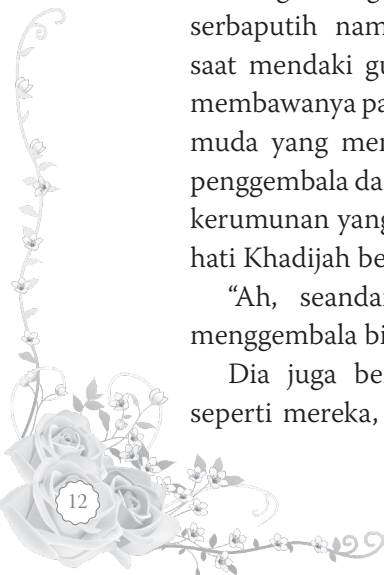 serbaputih nam
saat mendaki gu
membawanya pa
muda yang mer
penggembala da
kerumunan yang
hati Khadijah be
“Ah, seandai
menggembala bi
Dia juga be
seperti mereka,
12